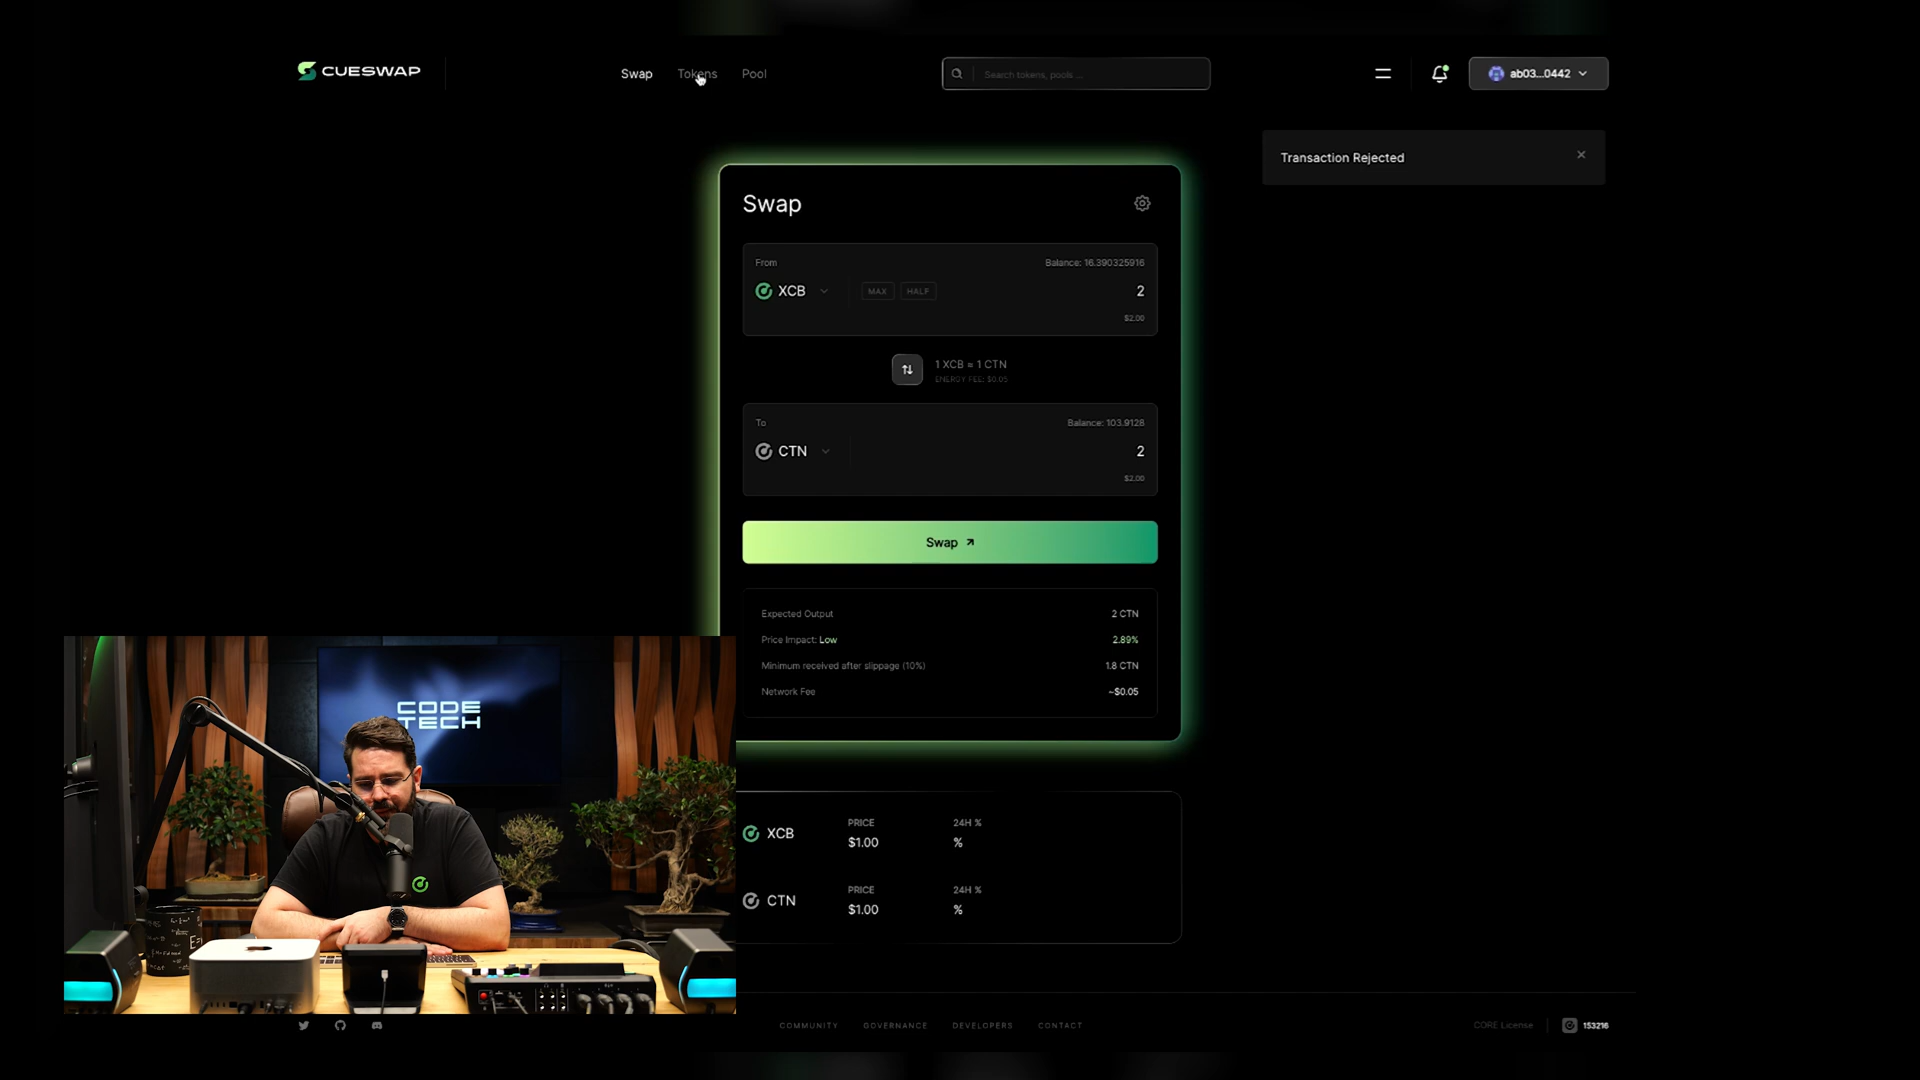 CUESWAP
Swap
Tokens
Pool
Search tokens, pools ...
ab03...0442
Transaction Rejected
Swap
From
Balance: 16.390325916
XCB
MAX
HALF
2
$2.00
1 XCB = 1 CTN
ENERGY FEE: $0.05
To
Balance: 103.9128
CTN
2
$2.00
Swap
Expected Output
2 CTN
Price Impact: Low
2.89%
Minimum received after slippage (10%)
1.8 CTN
Network Fee
~$0.05
CODE
TECH
XCB
PRICE
$1.00
24H %
%
CTN
PRICE
$1.00
24H %
%
COMMUNITY
GOVERNANCE
DEVELOPERS
CONTACT
CORE License
153216